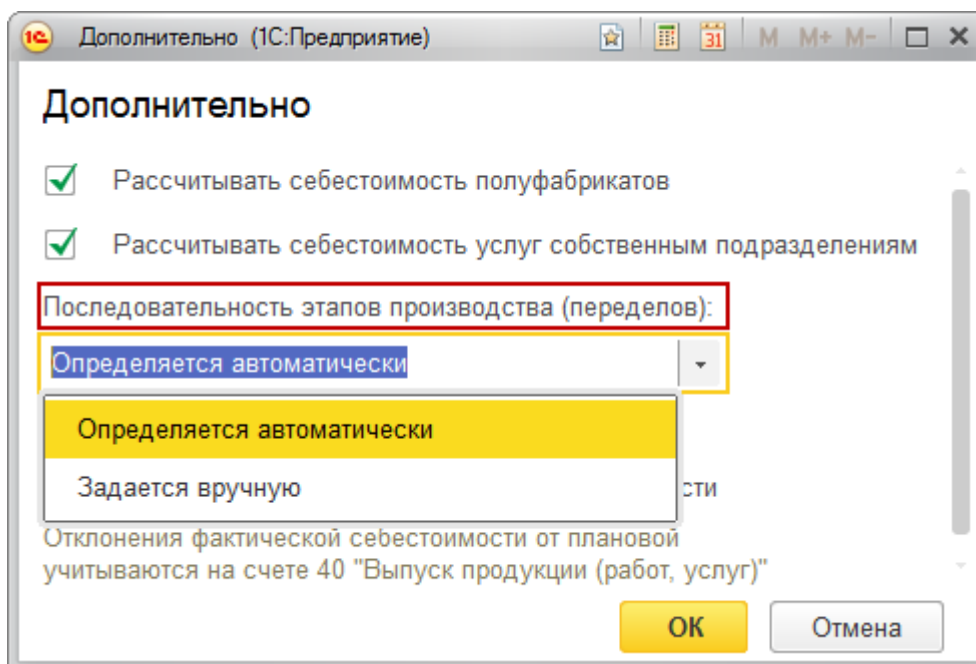 1С Дополнительно (1С:Предприятие) 31 M M+ M-
Дополнительно
Рассчитывать себестоимость полуфабрикатов
Рассчитывать себестоимость услуг собственным подразделениям
Последовательность этапов производства (переделов):
Определяется автоматически
Определяется автоматически
Задается вручную сти
Отклонения фактической себестоимости от плановой
учитываются на счете 40 "Выпуск продукции (работ, услуг)"
ОК Отмена